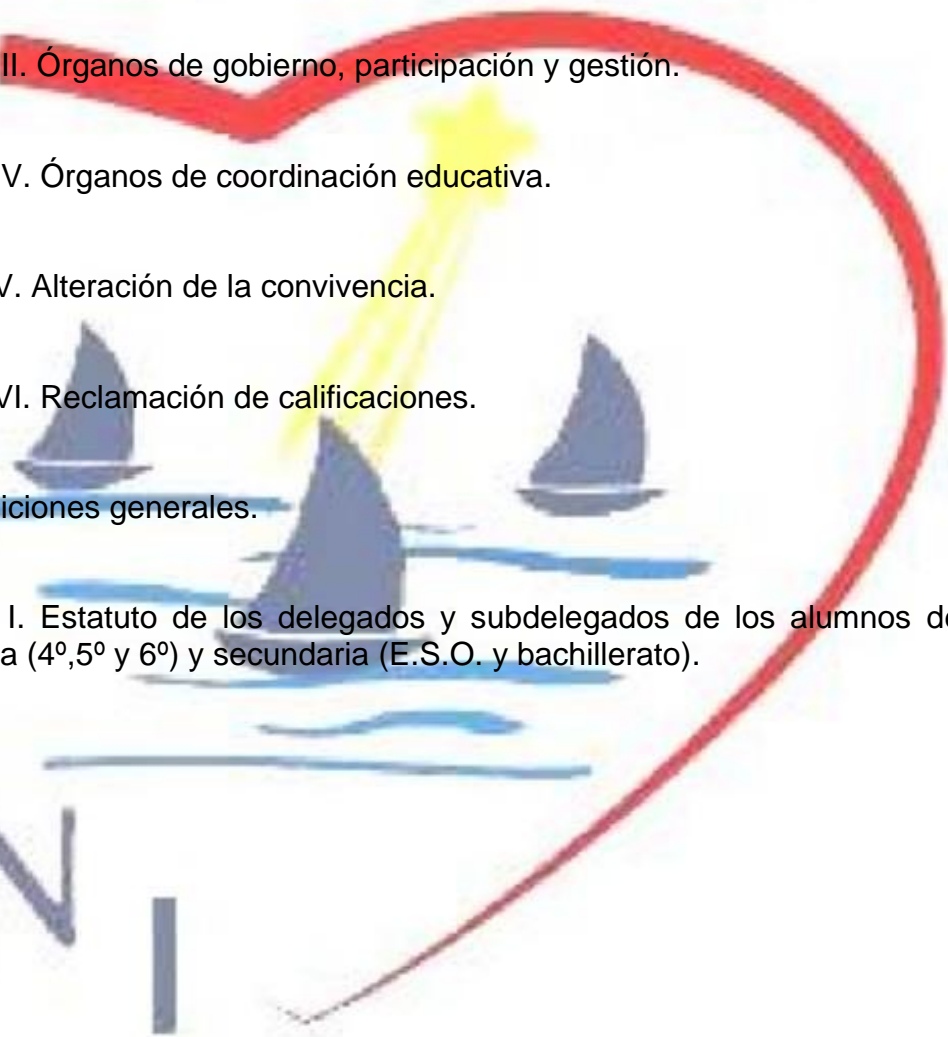 II. Órganos de gobierno, participación y gestión.
V. Órganos de coordinación educativa.
V. Alteración de la convivencia.
VI. Reclamación de calificaciones.
iciones generales.
I. Estatuto de los delegados y subdelegados de los alumnos de
a (4º,5º y 6º) y secundaria (E.S.O. y bachillerato).
N
I